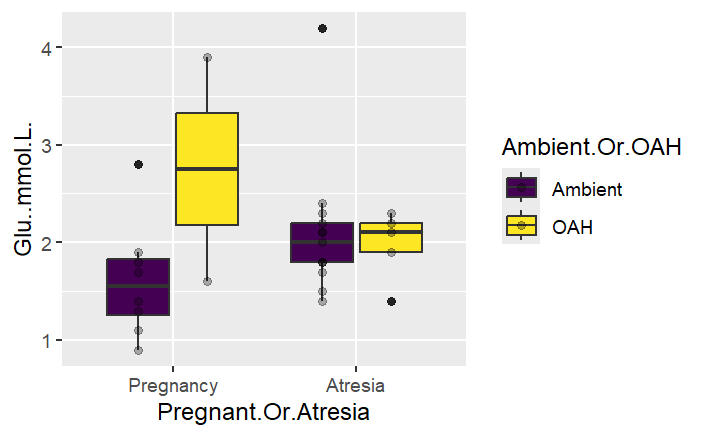 4
3
2
1
Glu..mmol.L.
Pregnancy
Atresia
Pregnant.Or.Atresia
Ambient.Or.OAH
Ambient
OAH